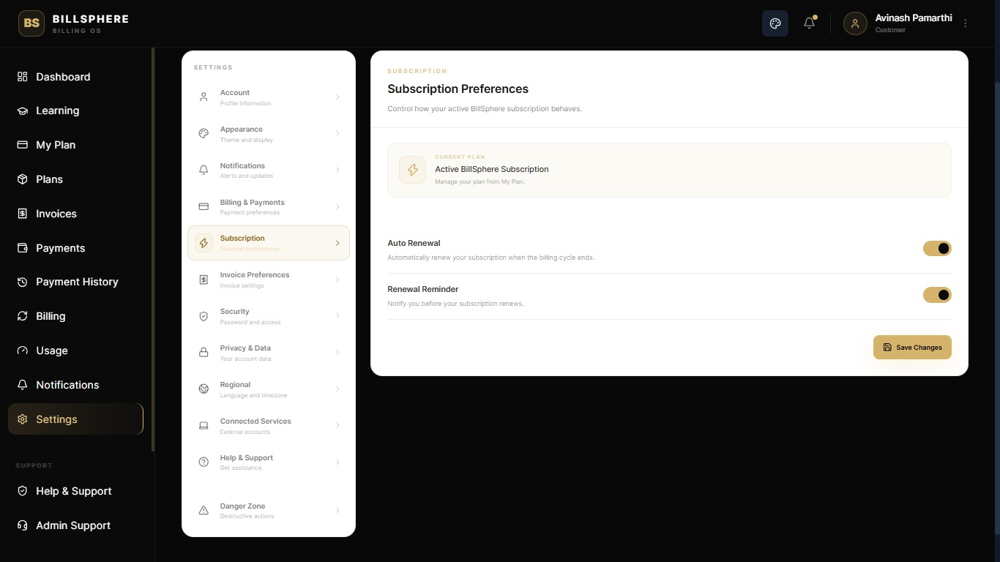 BS
BILLSPHERE
BILLING OS
Avinash Pamarthi
Customer
Dashboard
Learning
My Plan
Plans
Invoices
Payments
Payment History
Billing
Usage
Notifications
Settings
SUPPORT
Help & Support
Admin Support
SETTINGS
Account
Profile information
Appearance
Theme and display
Notifications
Alerts and updates
Billing & Payments
Payment preferences
Subscription
Renewal preferences
Invoice Preferences
Invoice settings
Security
Password and access
Privacy & Data
Your account data
Regional
Language and timezone
Connected Services
External accounts
Help & Support
Get assistance
Danger Zone
Destructive actions
SUBSCRIPTION
Subscription Preferences
Control how your active BillSphere subscription behaves.
CURRENT PLAN
Active BillSphere Subscription
Manage your plan from My Plan.
Auto Renewal
Automatically renew your subscription when the billing cycle ends.
Renewal Reminder
Notify you before your subscription renews.
Save Changes